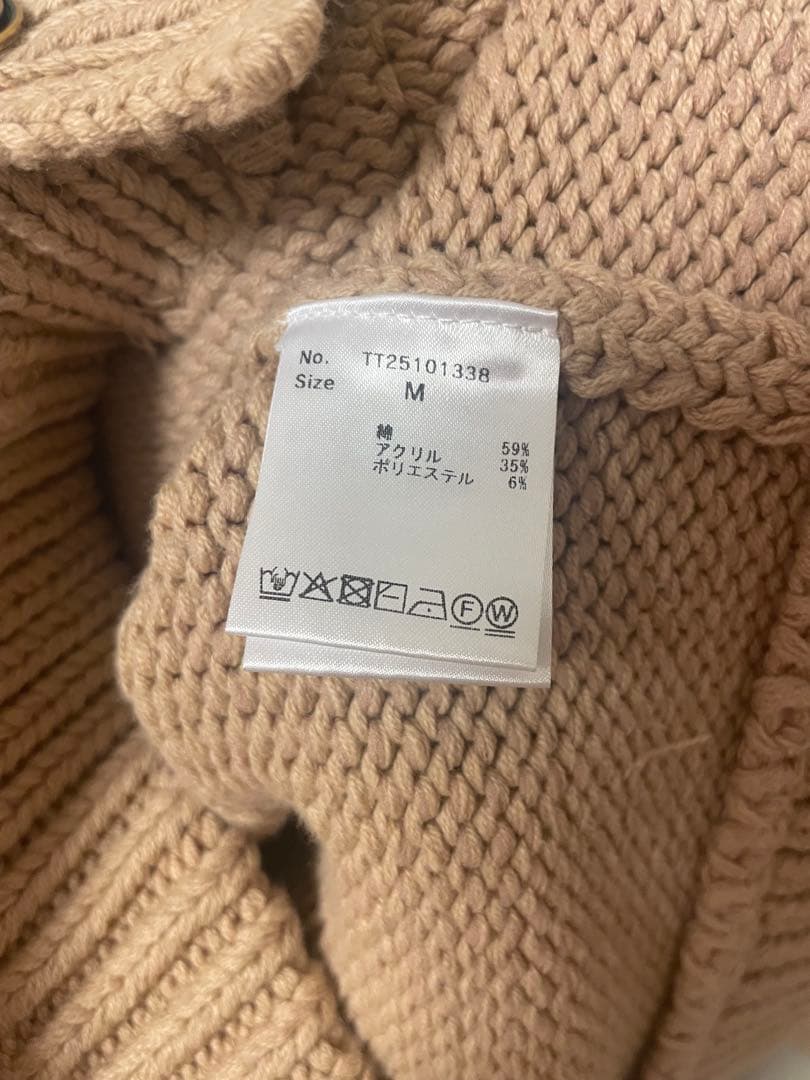 No. TT25101338
Size M
綿 59%
アクリル 35%
ポリエステル 6%
F W